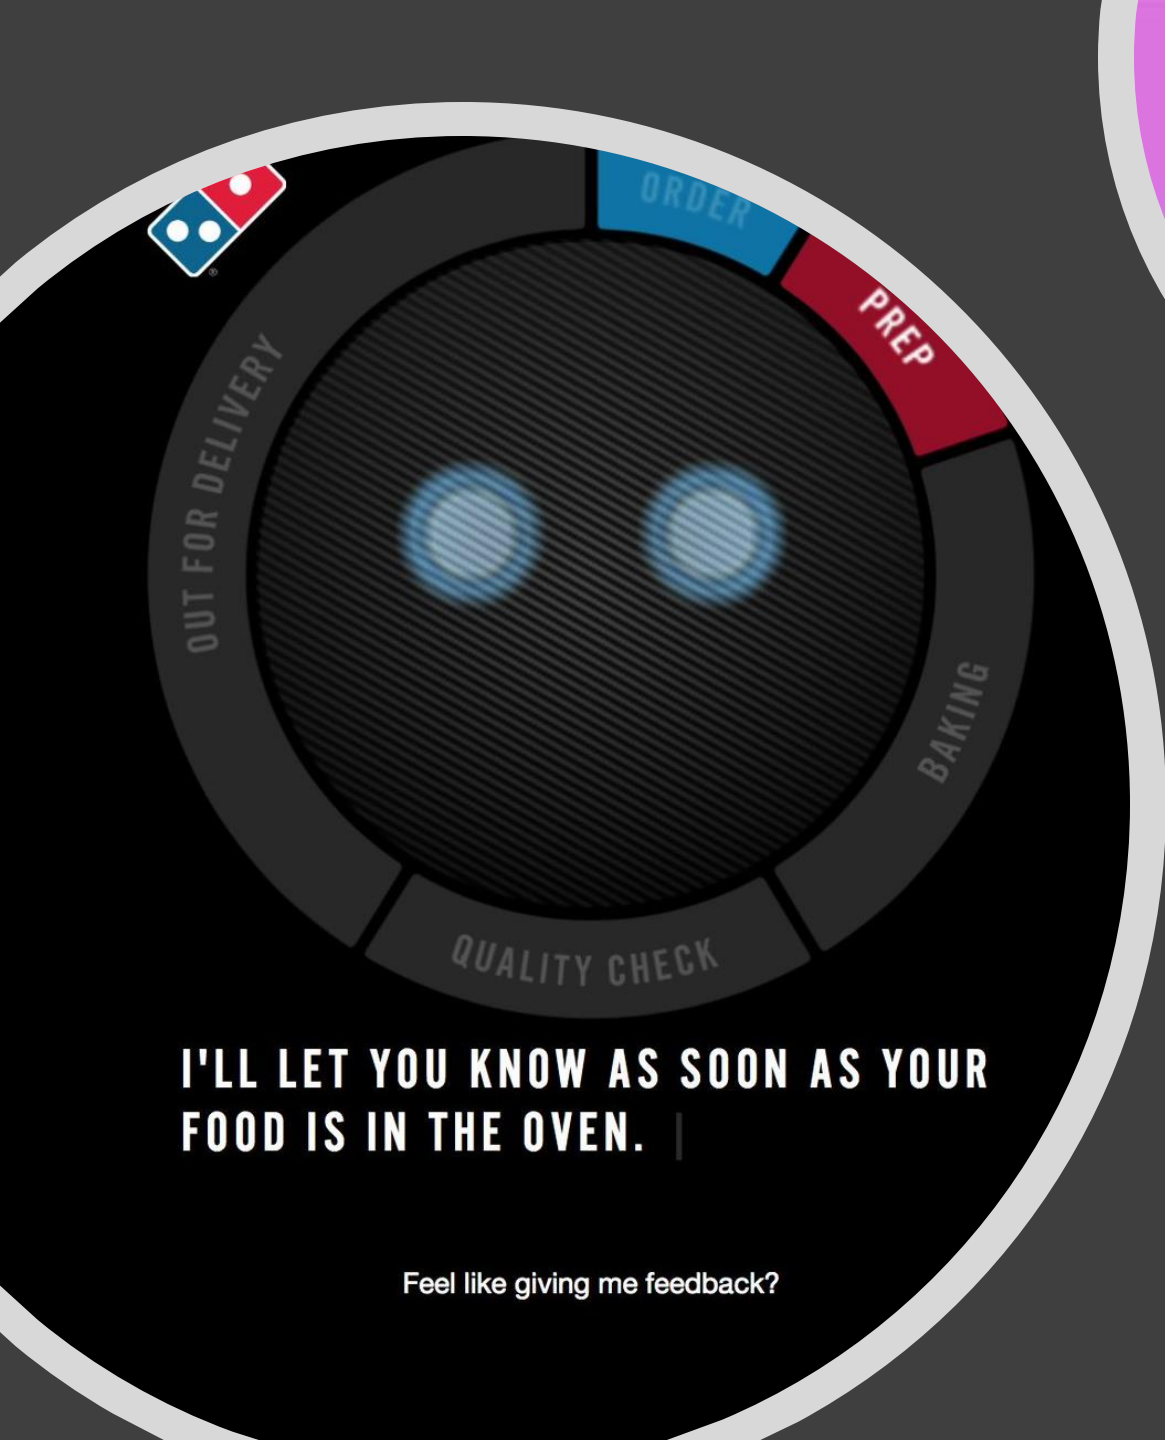 ORDER
PREP
BAKING
QUALITY CHECK
OUT FOR DELIVERY
®
I'LL LET YOU KNOW AS SOON AS YOUR
FOOD IS IN THE OVEN.
Feel like giving me feedback?